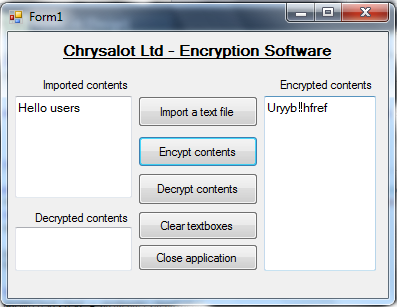 Form1
Chrysalot Ltd - Encryption Software
Imported contents
Hello users
Import a text file
Encypt contents
Decrypt contents
Clear textboxes
Close application
Decrypted contents
Encrypted contents
Uryyb‼hfref